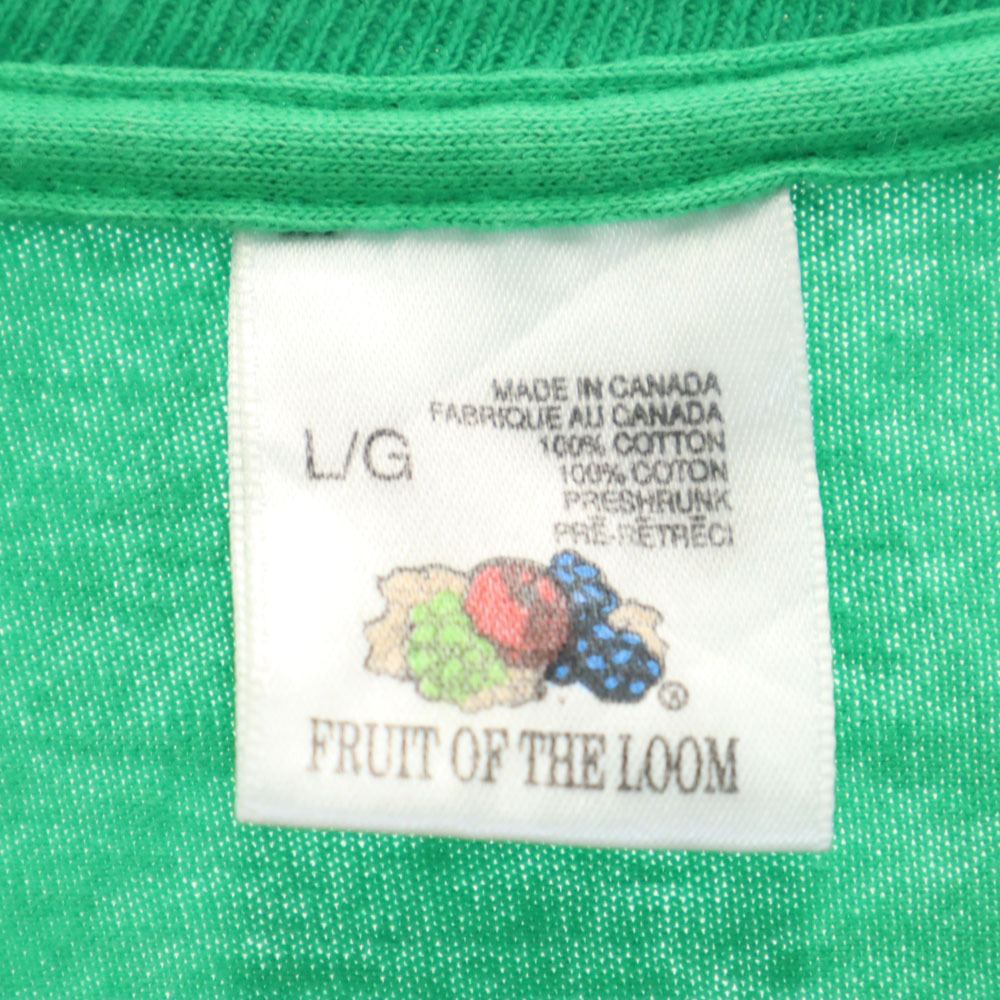 MADE IN CANADA
FABRIQUE AU CANADA
100% COTTON
L/G
100% COTON
PRESHRUNK
PRÉ-RÉTRÉCI
®
FRUIT OF THE LOOM